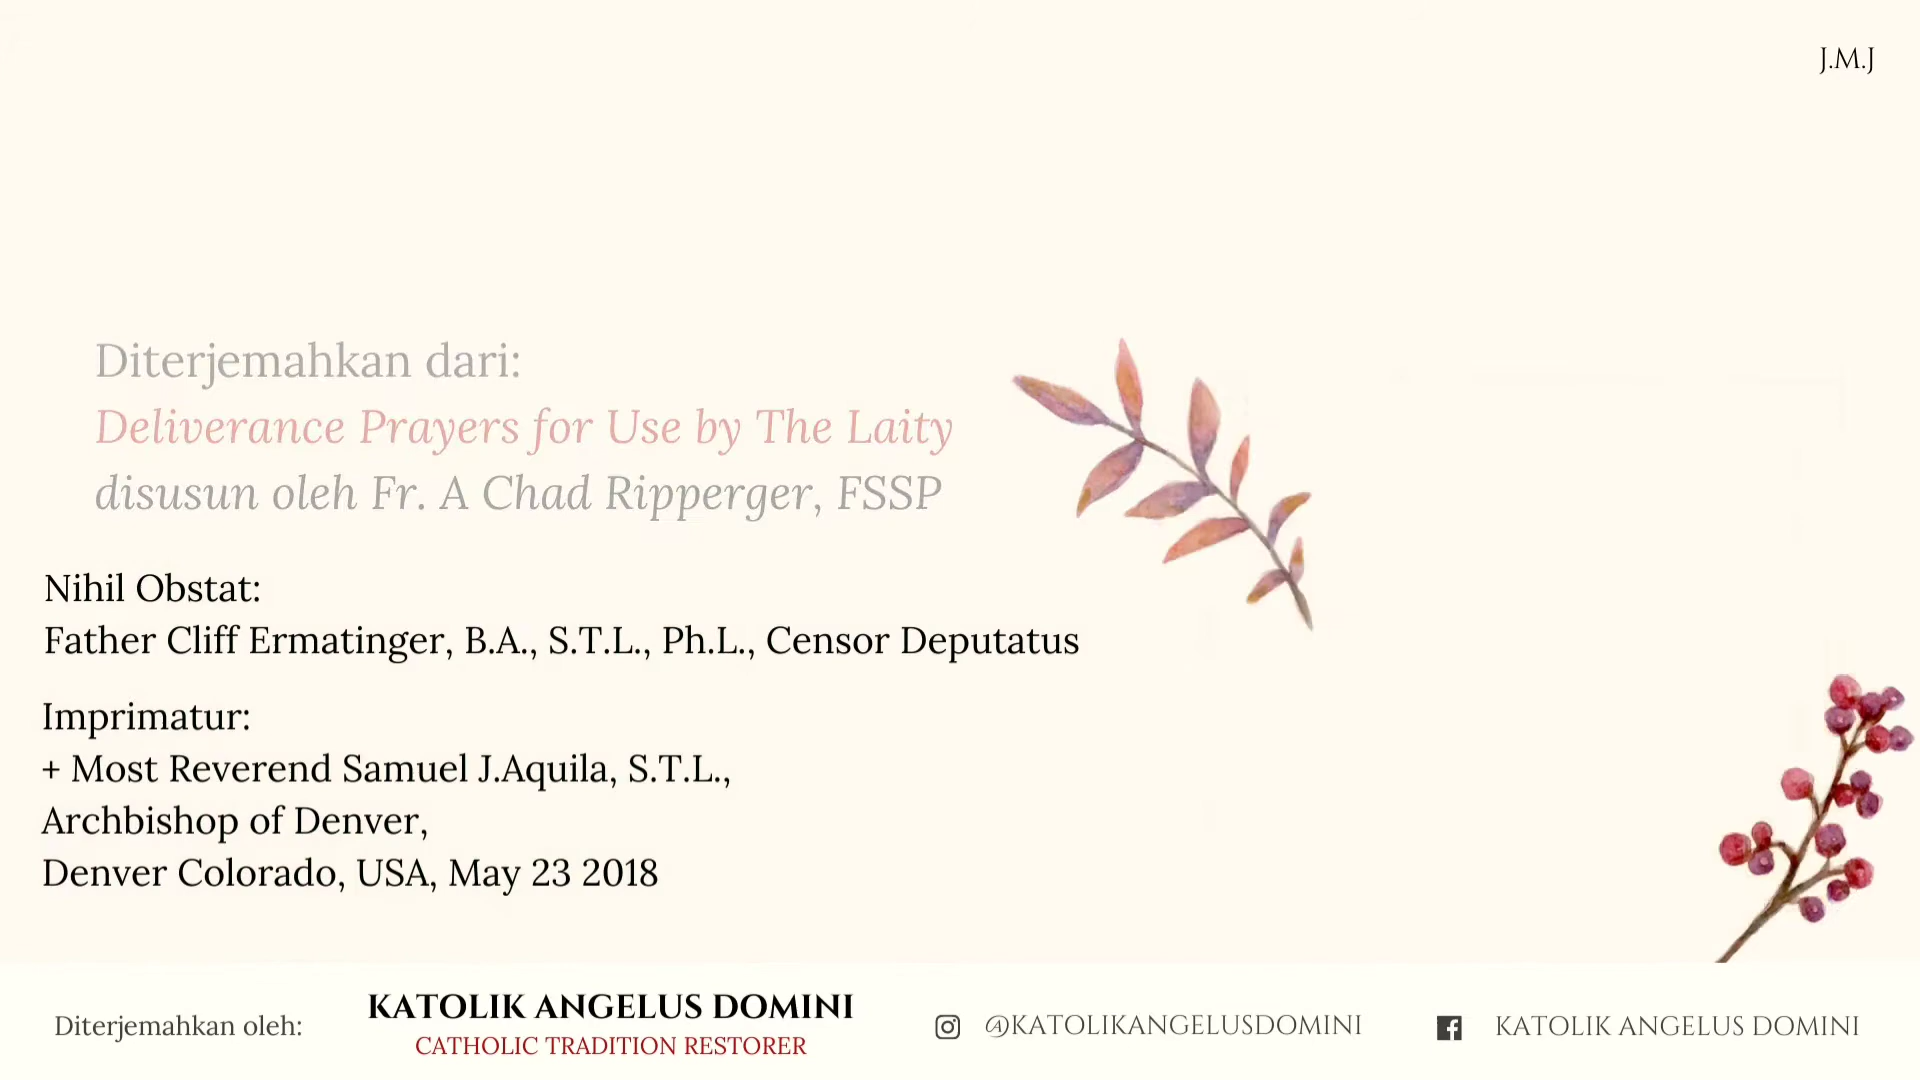 J.M.J
Diterjemahkan dari:
Deliverance Prayers for Use by The Laity
disusun oleh Fr. A Chad Ripperger, FSSP
Nihil Obstat:
Father Cliff Ermatinger, B.A., S.T.L., Ph.L., Censor Deputatus
Imprimatur:
+ Most Reverend Samuel J.Aquila, S.T.L.,
Archbishop of Denver,
Denver Colorado, USA, May 23 2018
Diterjemahkan oleh:
KATOLIK ANGELUS DOMINI
CATHOLIC TRADITION RESTORER
@KATOLIKANGELUSDOMINI
KATOLIK ANGELUS DOMINI